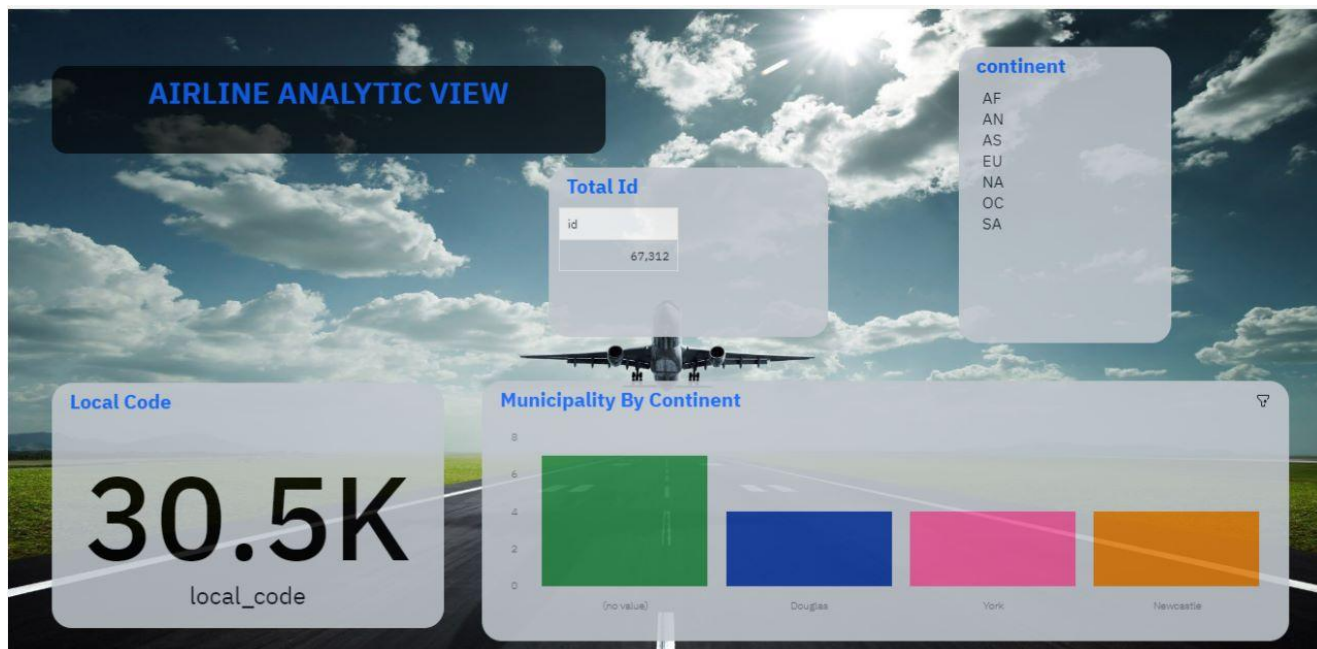 AIRLINE ANALYTIC VIEW
continent
AF
AN
AS
EU
NA
OC
SA
Total Id
id
67,312
Local Code
30.5K
local_code
Municipality By Continent
8
6
4
2
0
(no value)
Douglas
York
Newcastle